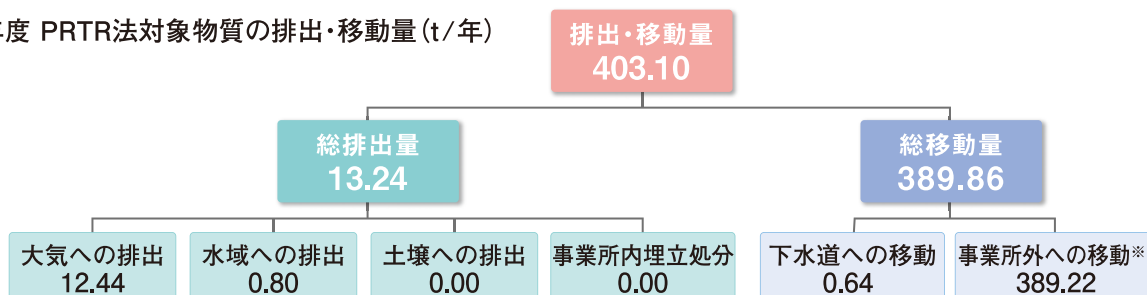 度 PRTR法対象物質の排出・移動量(t/年)
排出・移動量
403.10
総排出量
13.24
総移動量
389.86
大気への排出
12.44
水域への排出
0.80
土壌への排出
0.00
事業所内埋立処分
0.00
下水道への移動
0.64
事業所外への移動※
389.22